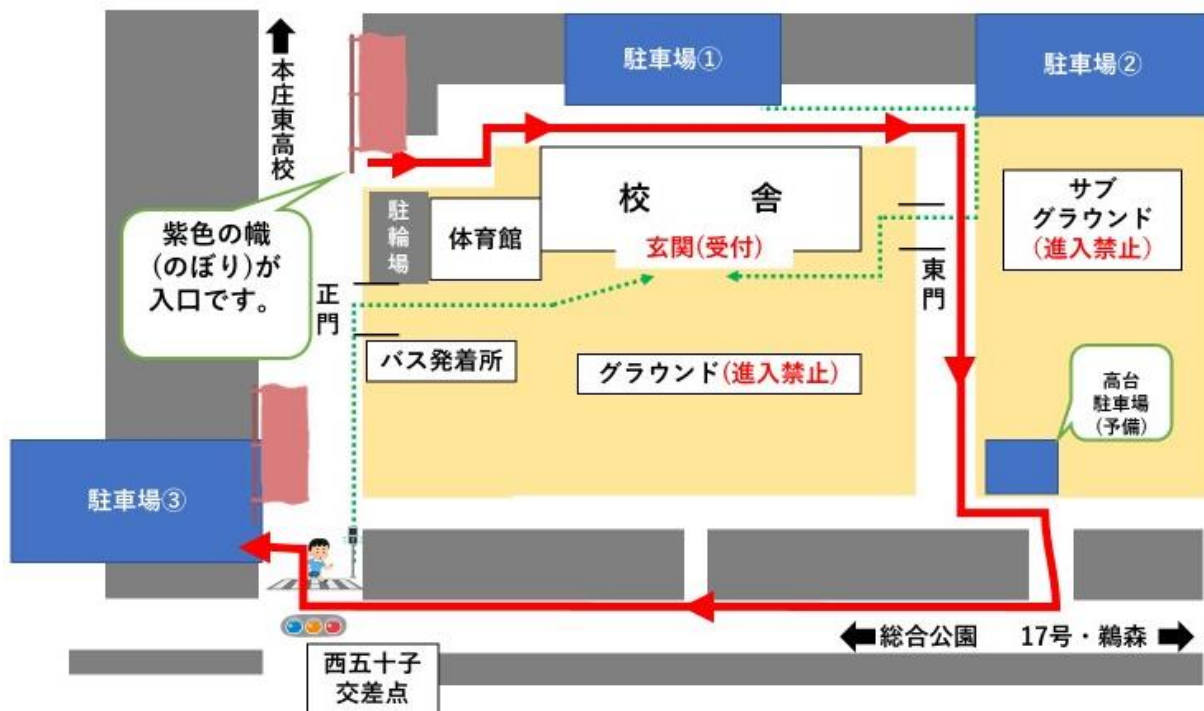 駐車場①
駐車場②
本庄東高校
校　舎
玄関(受付)
サブ
グラウンド
(進入禁止)
駐輪場
体育館
紫色の幟
(のぼり)が
入口です。
正門
東門
バス発着所
グラウンド(進入禁止)
高台
駐車場
(予備)
駐車場③
総合公園
17号・鵜森
西五十子
交差点